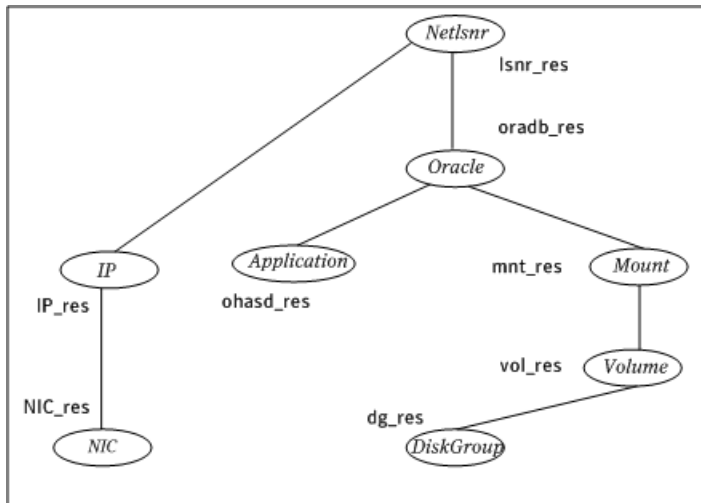 Netlsnr
lsnr_res
oradb_res
Oracle
IP
Application
mnt_res
Mount
IP_res
ohasd_res
vol_res
Volume
NIC_res
dg_res
NIC
DiskGroup